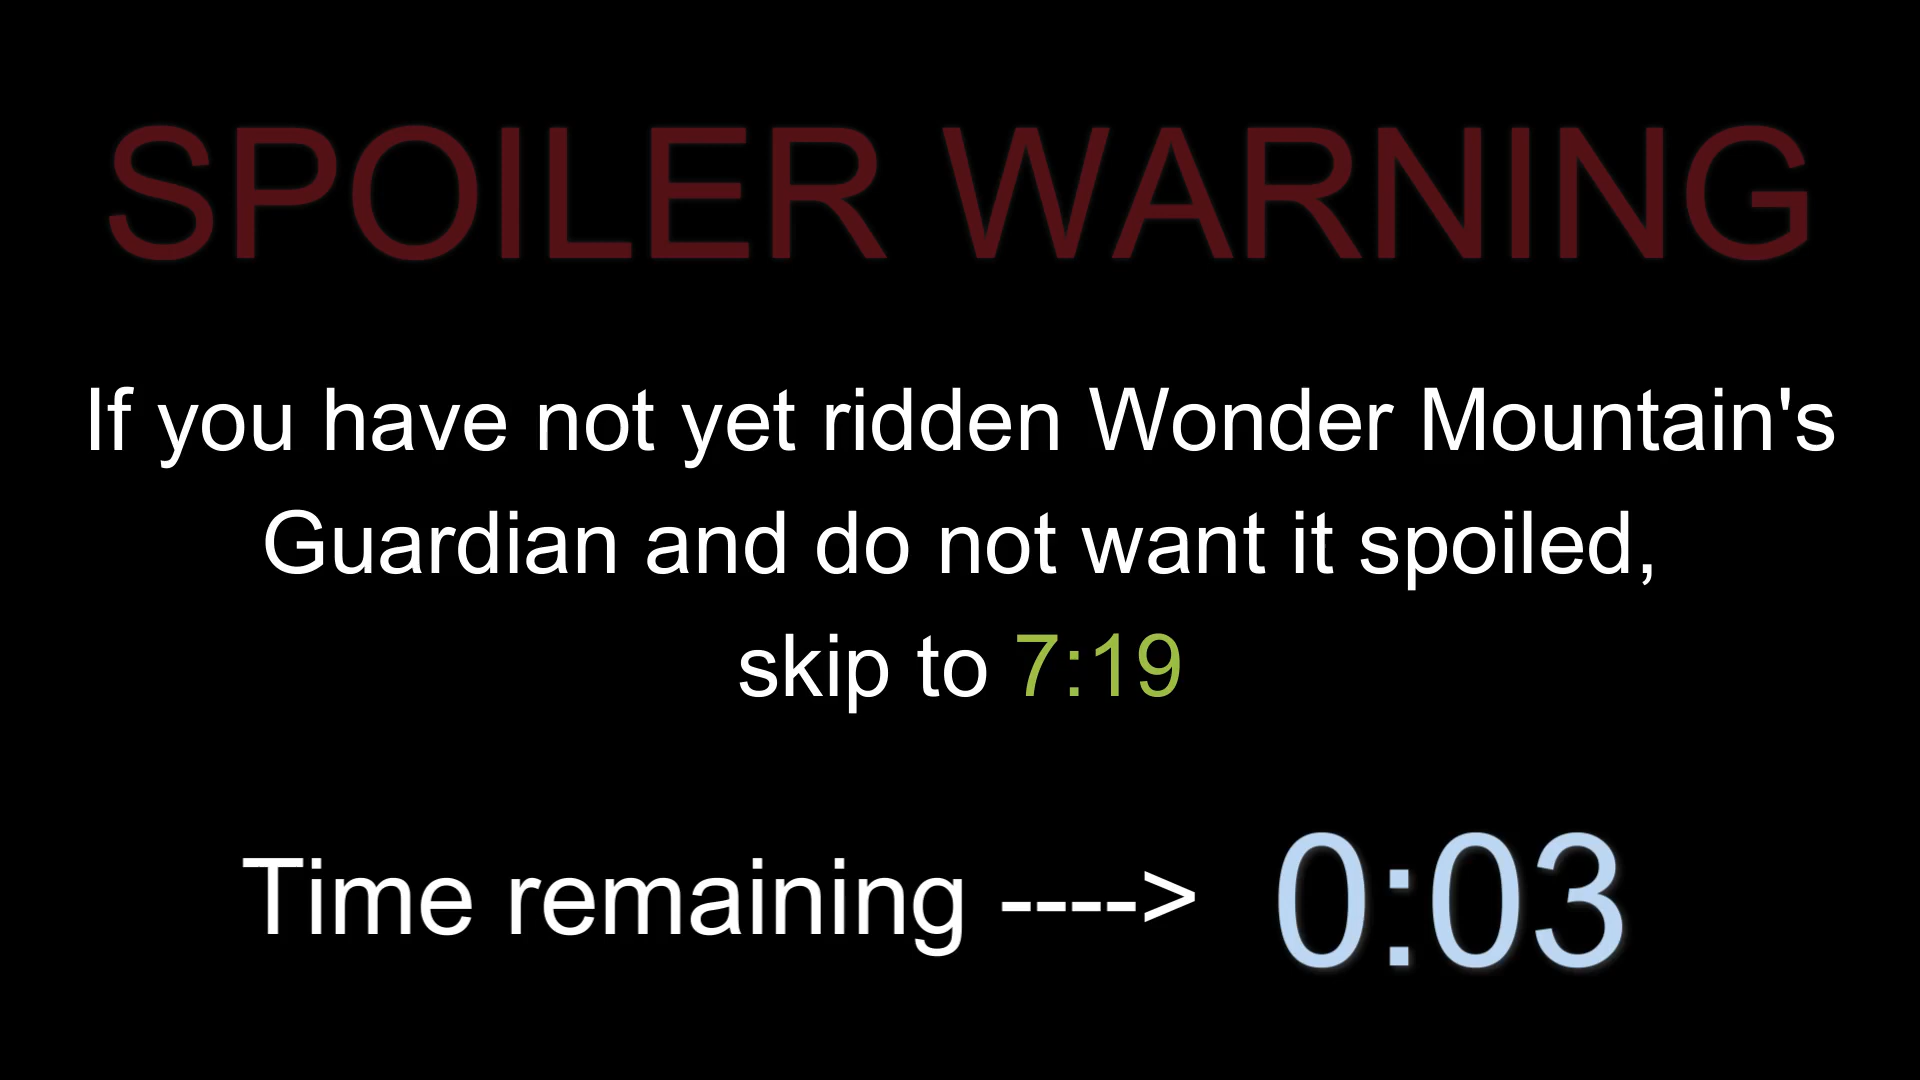 SPOILER WARNING
If you have not yet ridden Wonder Mountain's
Guardian and do not want it spoiled,
skip to 7:19
Time remaining ----> 0:03